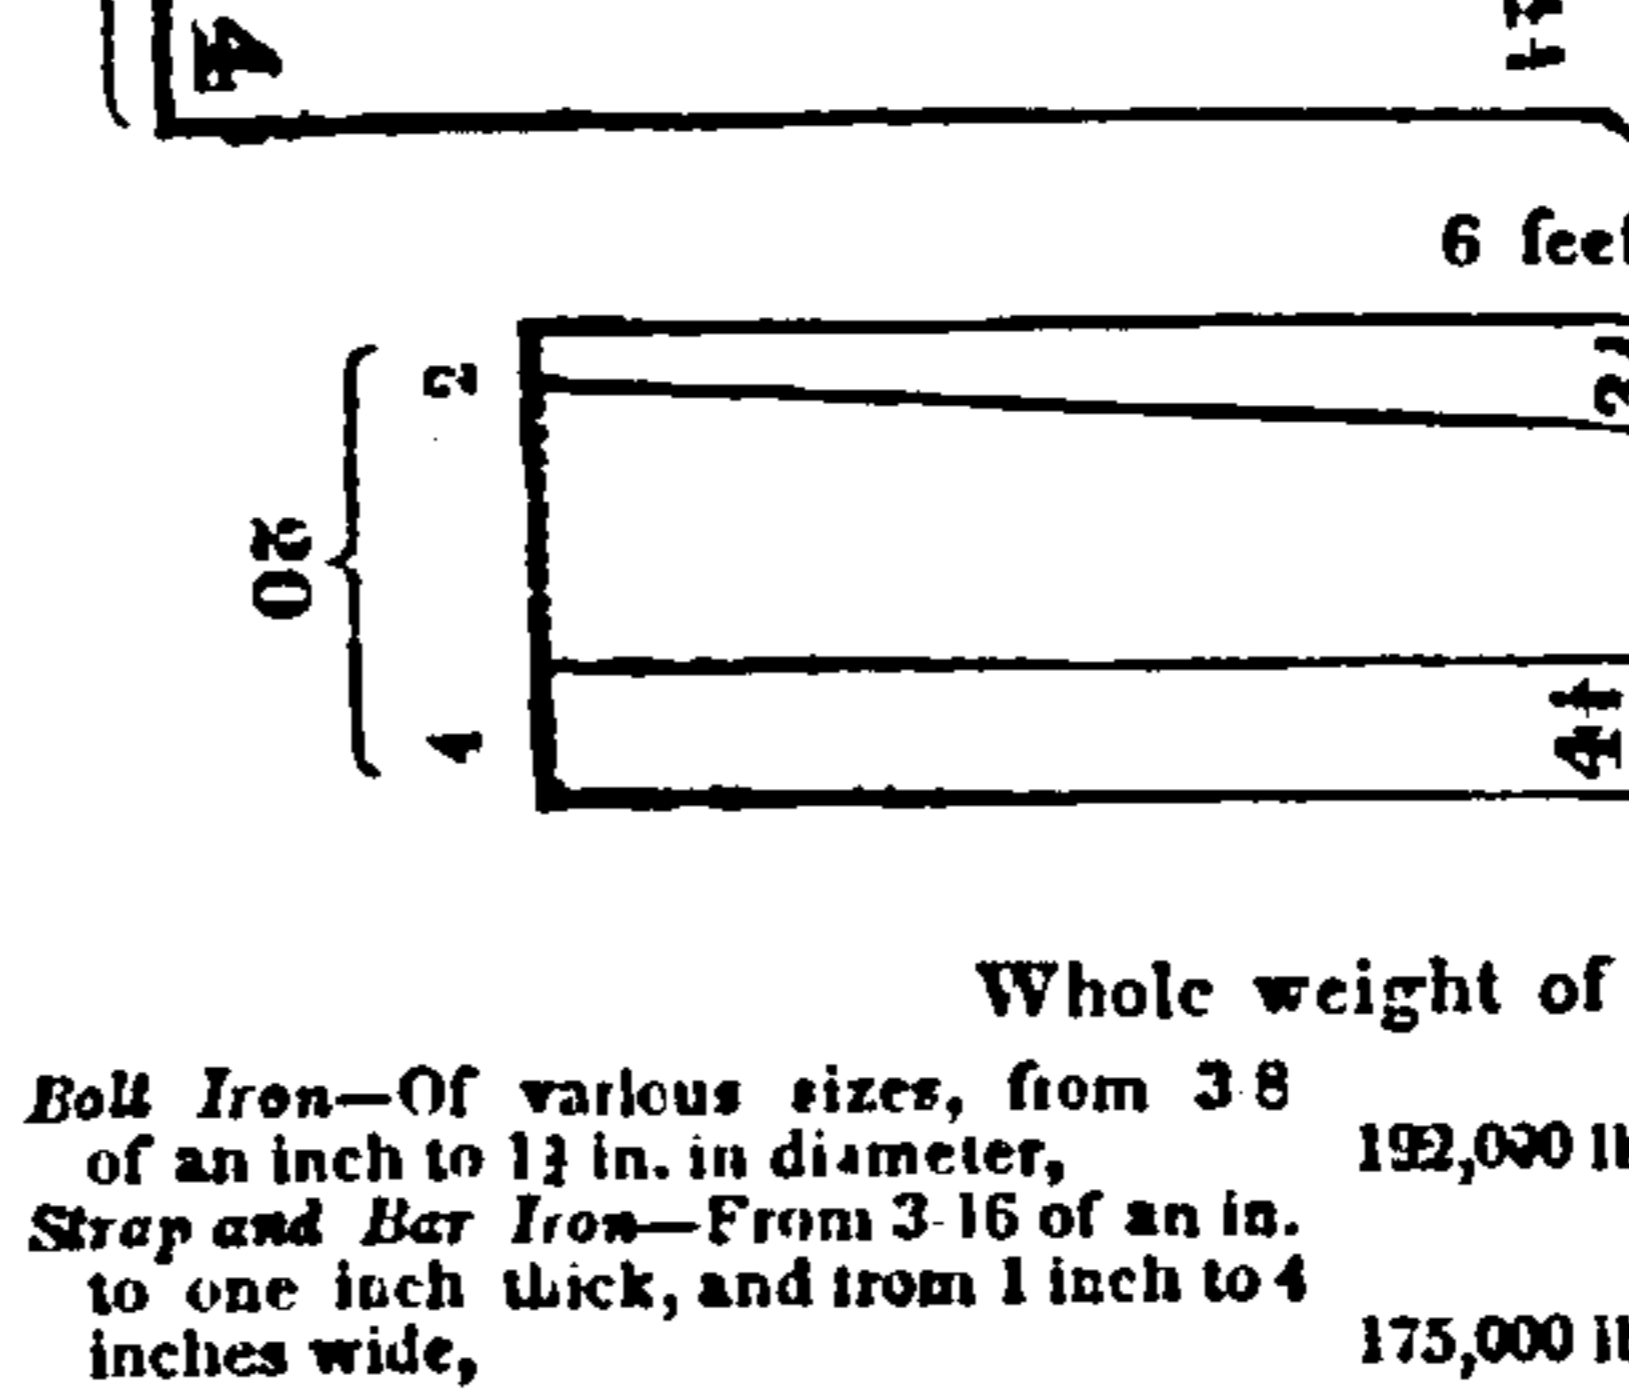 4
6 feet
2
20
4
4
Whole weight of
Bolt Iron—Of various sizes, from 3-8
of an inch to 1¾ in. in diameter, 192,000 lb
Strap and Bar Iron—From 3-16 of an in.
to one inch thick, and from 1 inch to 4
inches wide, 175,000 lb